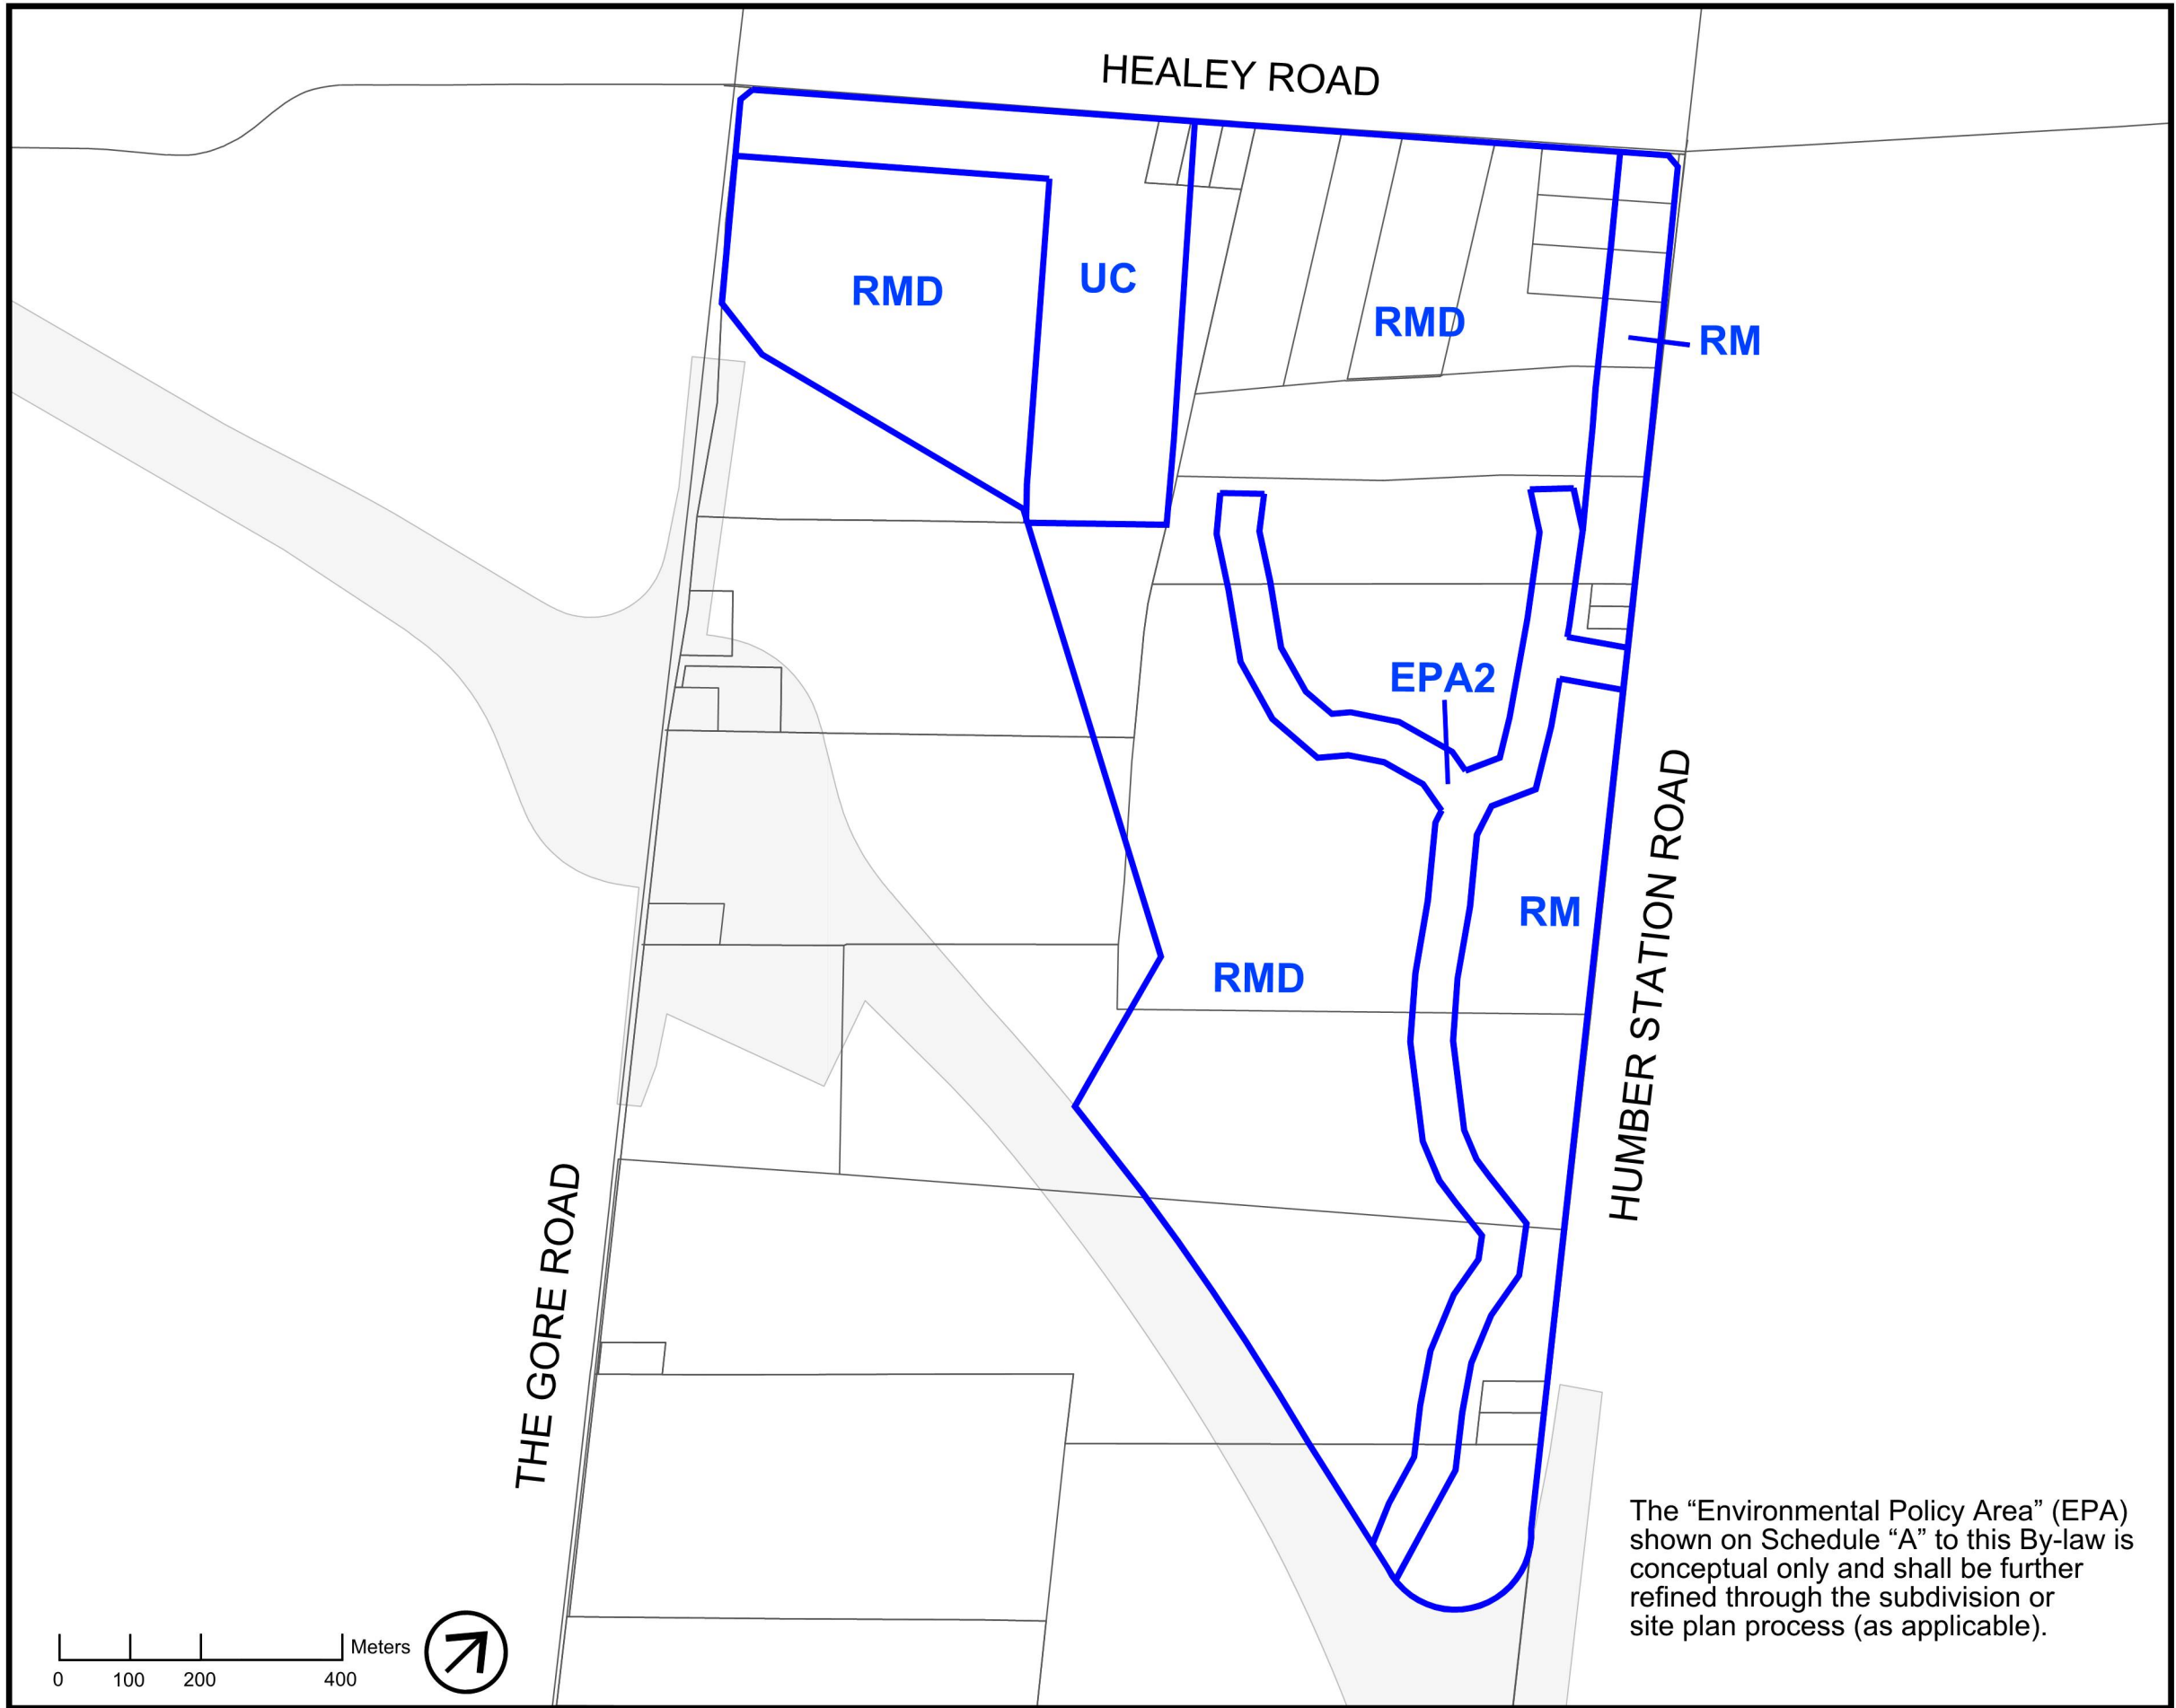 HEALEY ROAD
RMD
UC
RMD
RM
EPA2
RM
RMD
HUMBER STATION ROAD
THE GORE ROAD
The “Environmental Policy Area” (EPA)
shown on Schedule “A” to this By-law is
conceptual only and shall be further
refined through the subdivision or
site plan process (as applicable).
Meters
0 100 200 400